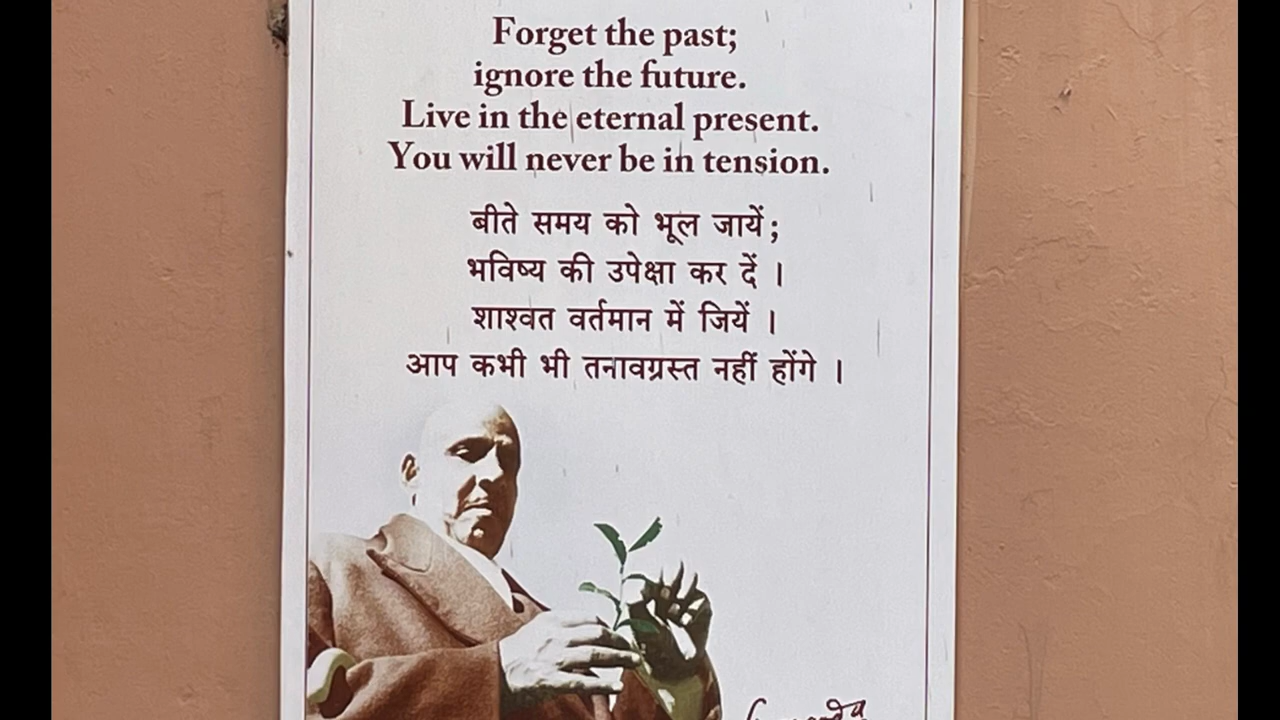 Forget the past;
ignore the future.
Live in the eternal present.
You will never be in tension.
बीते समय को भूल जायें;
भविष्य की उपेक्षा कर दें ।
शाश्वत वर्तमान में जियें ।
आप कभी भी तनावग्रस्त नहीं होंगे ।